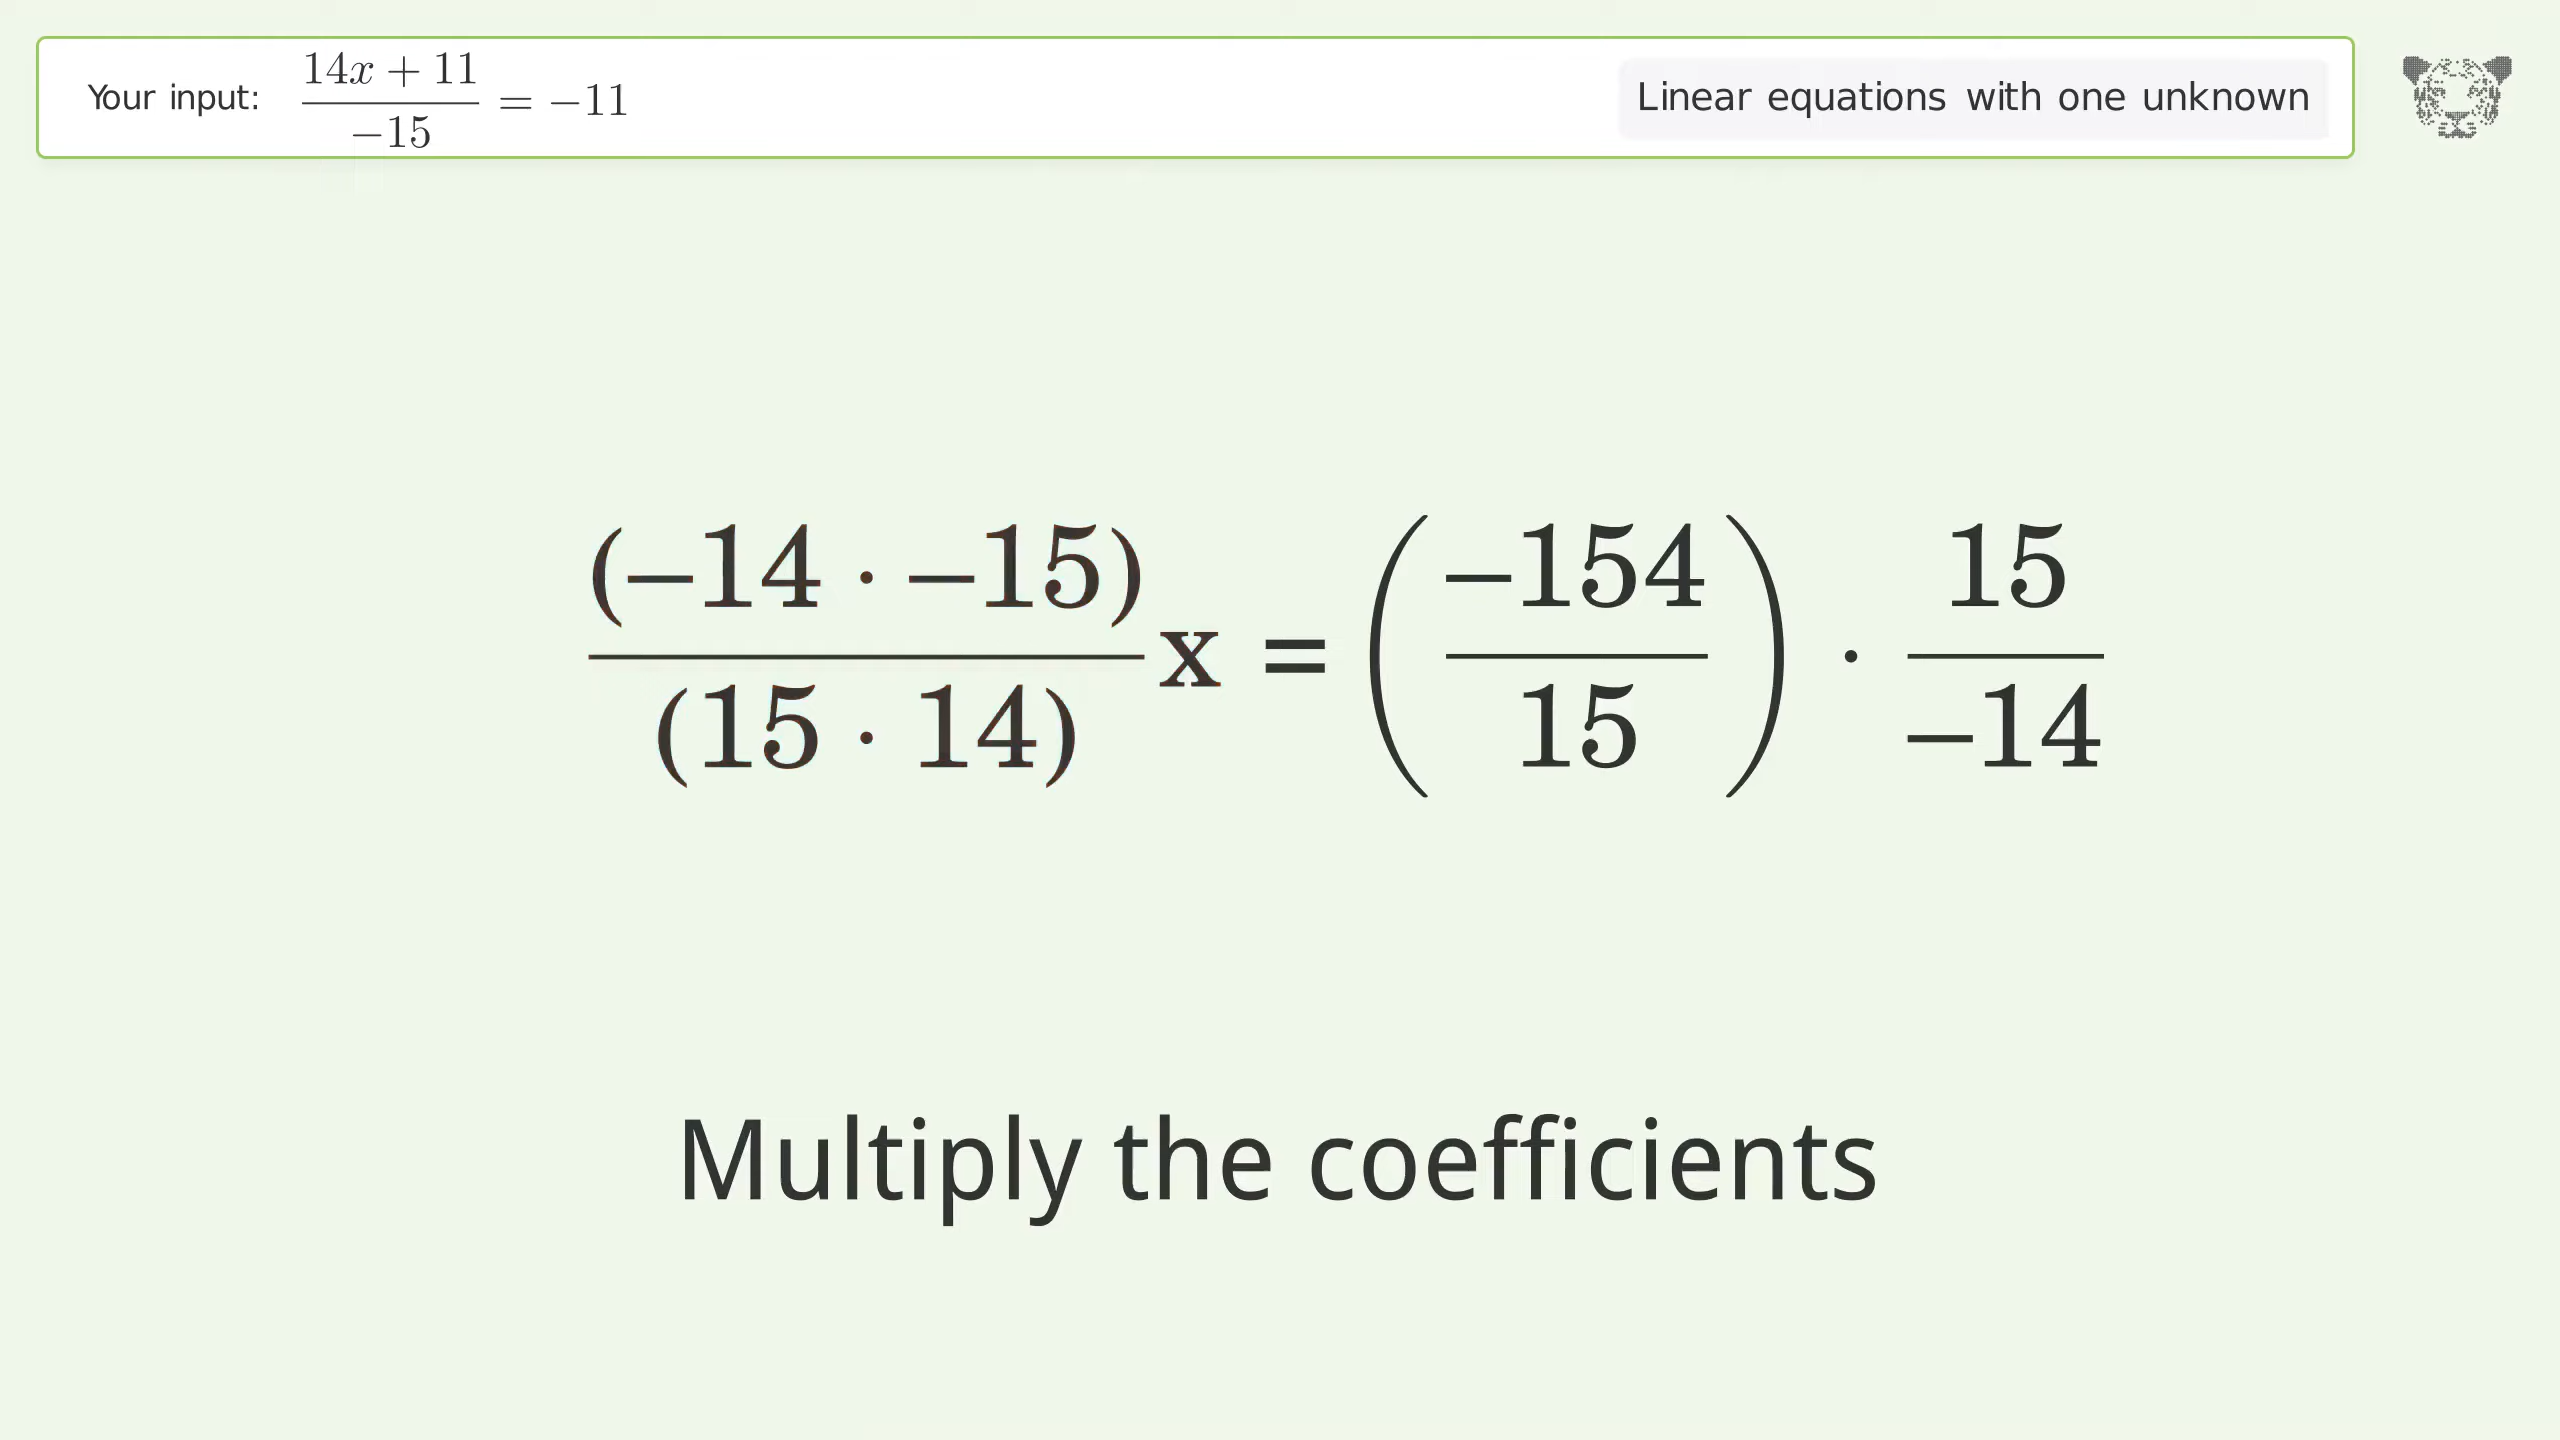 Your input: (14x + 11)/(−15) = −11
Linear equations with one unknown
(−14 · −15)/(15 · 14) x = (−154/15) · 15/(−14)
Multiply the coefficients